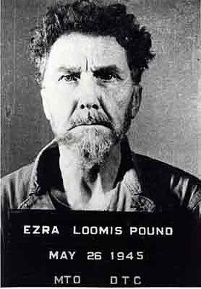 EZRA LOOMIS POUND
MAY 26 1945
MTO DTC